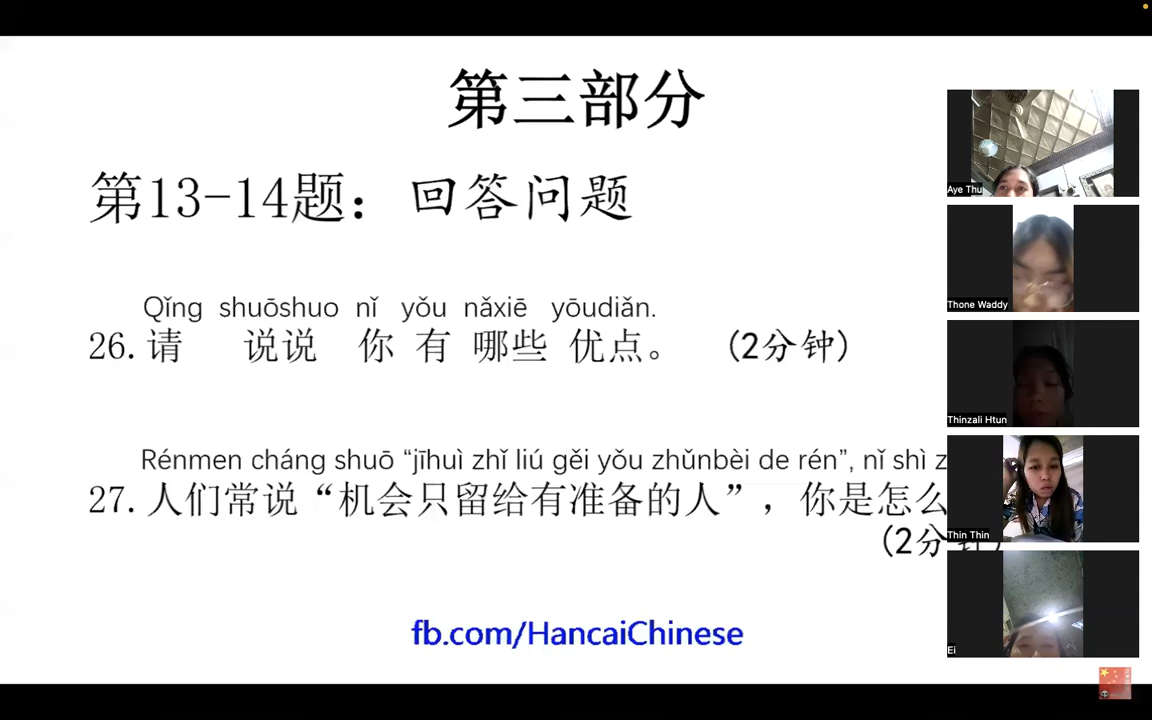 第三部分
第13-14题：回答问题
Qǐng shuōshuo nǐ yǒu nǎxiē yōudiǎn.
26. 请 说说 你 有 哪些 优点。 （2分钟）
Rénmen cháng shuō “jīhuì zhǐ liú gěi yǒu zhǔnbèi de rén”, nǐ shì z
27. 人们常说“机会只留给有准备的人”，你是怎么
（2分
fb.com/HancaiChinese
Aye Thu
Thone Waddy
Thinzali Htun
Thin Thin
Ei